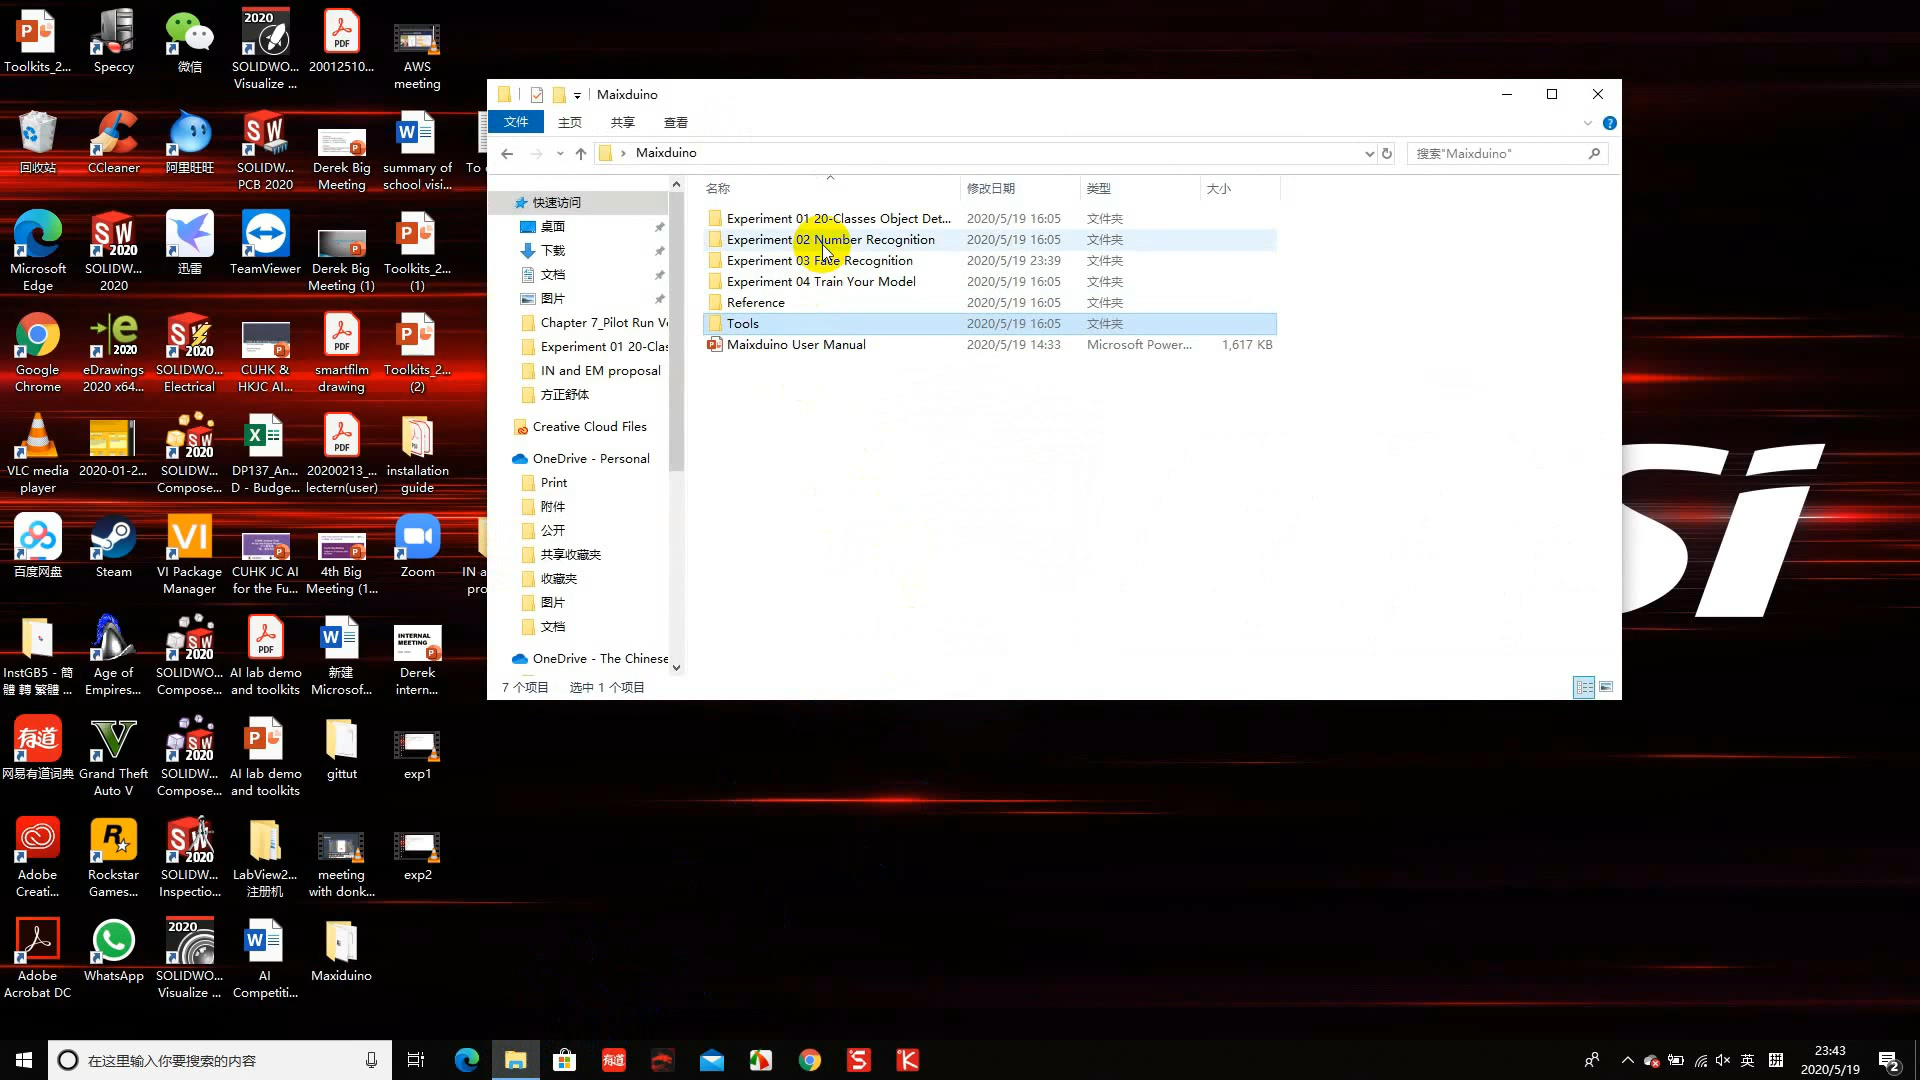 Toolkits_2...
Speccy
微信
SOLIDWO...
Visualize ...
20012510...
AWS
meeting
回收站
CCleaner
阿里旺旺
SOLIDW...
PCB 2020
Derek Big
Meeting
summary of
school visi...
To
Microsoft
Edge
SOLIDW...
2020
迅雷
TeamViewer
Derek Big
Meeting (1)
Toolkits_2...
(1)
Google
Chrome
eDrawings
2020 x64...
SOLIDWO...
Electrical
CUHK &
HKJC AI...
smartfilm
drawing
Toolkits_2...
(2)
VLC media
player
2020-01-2...
SOLIDWO...
Compose...
DP137_An...
D - Budge...
20200213_...
lectern(user)
installation
guide
百度网盘
Steam
VI Package
Manager
CUHK JC AI
for the Fu...
4th Big
Meeting (1...
Zoom
IN a
pro
InstGB5 - 簡
體 轉 繁體 ...
Age of
Empires...
SOLIDWO...
Compose...
AI lab demo
and toolkits
新建
Microsof...
Derek
intern...
网易有道词典
Grand Theft
Auto V
SOLIDW...
Compose...
AI lab demo
and toolkits
gittut
exp1
Adobe
Creati...
Rockstar
Games...
SOLIDW...
Inspectio...
LabView2...
注册机
meeting
with donk...
exp2
Adobe
Acrobat DC
WhatsApp
SOLIDWO...
Visualize ...
AI
Competiti...
Maxiduino
Maixduino
文件 主页 共享 查看
Maixduino
搜索"Maixduino"
快速访问
桌面
下载
文档
图片
Chapter 7_Pilot Run V
Experiment 01 20-Clas
IN and EM proposal
方正舒体
Creative Cloud Files
OneDrive - Personal
Print
附件
公开
共享收藏夹
收藏夹
图片
文档
OneDrive - The Chinese
名称 修改日期 类型 大小
Experiment 01 20-Classes Object Det... 2020/5/19 16:05 文件夹
Experiment 02 Number Recognition 2020/5/19 16:05 文件夹
Experiment 03 Face Recognition 2020/5/19 23:39 文件夹
Experiment 04 Train Your Model 2020/5/19 16:05 文件夹
Reference 2020/5/19 16:05 文件夹
Tools 2020/5/19 16:05 文件夹
Maixduino User Manual 2020/5/19 14:33 Microsoft Power... 1,617 KB
7 个项目 选中 1 个项目
si
在这里输入你要搜索的内容
有道
英
拼
23:43
2020/5/19
2